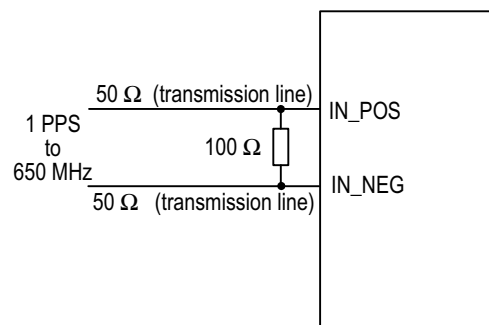 50 Ω (transmission line)
IN_POS
1 PPS
to
650 MHz
100 Ω
IN_NEG
50 Ω (transmission line)